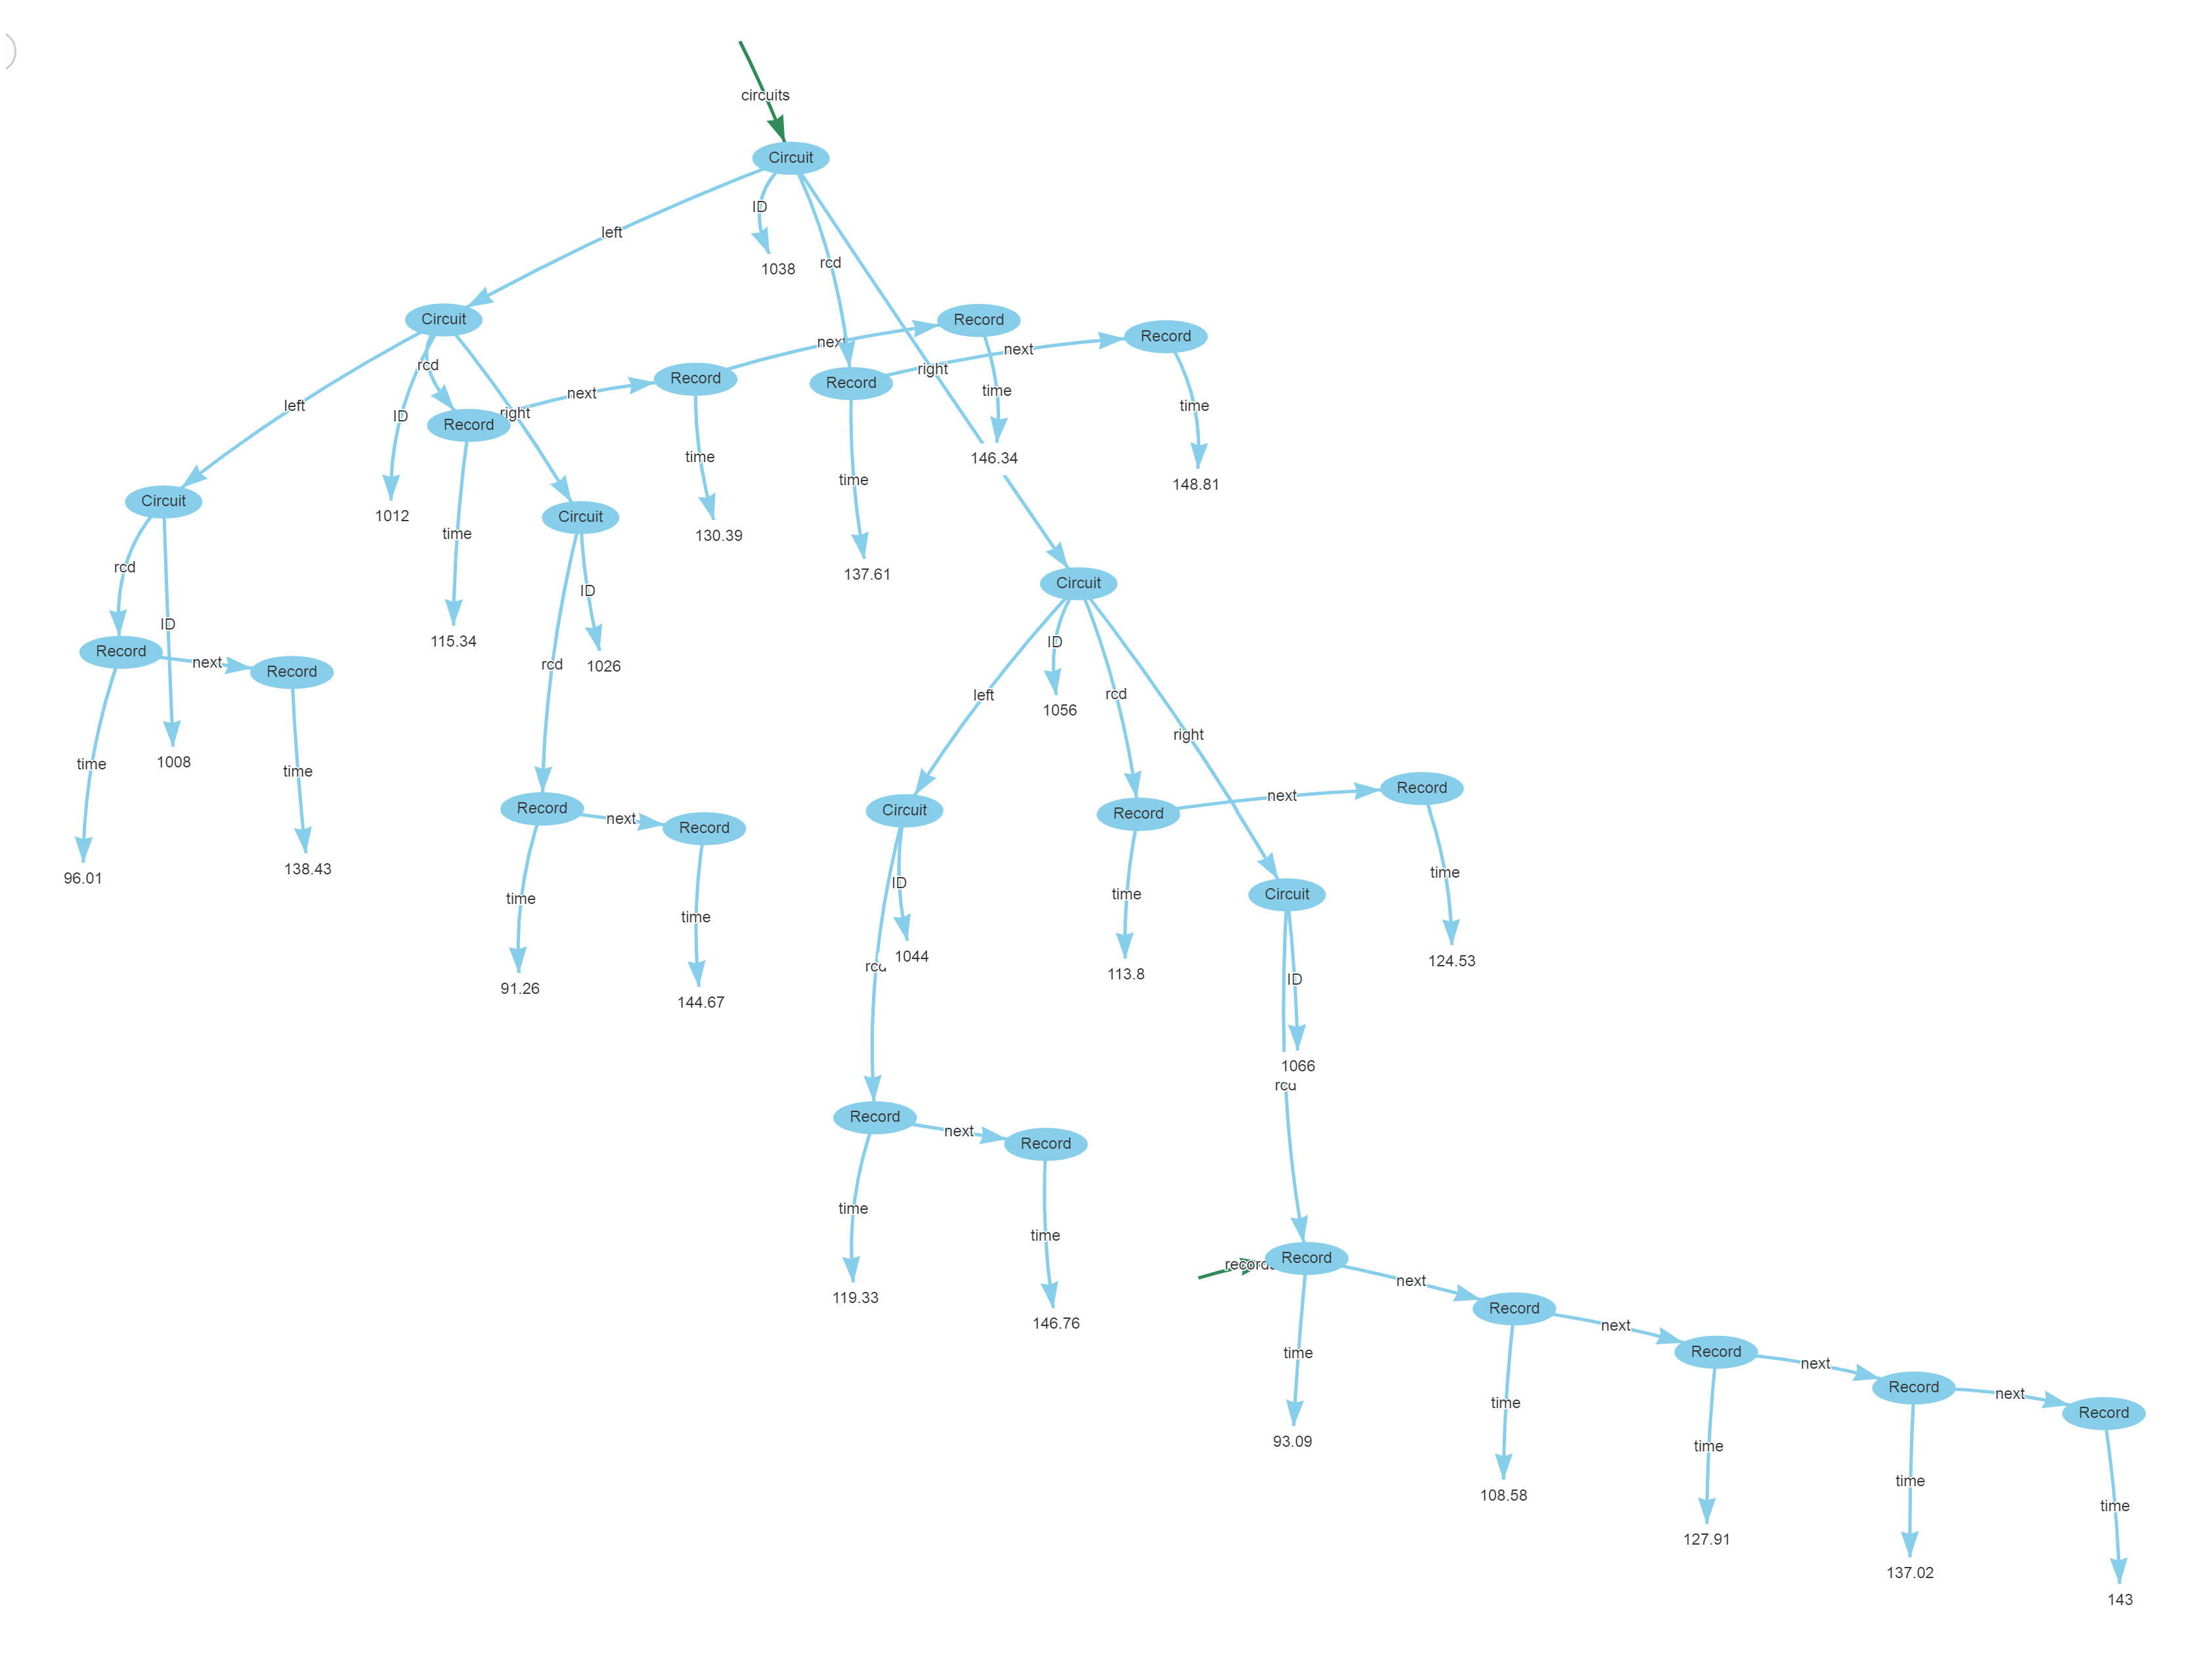 circuits
Circuit
ID
left
1038
rcd
Circuit
Record
Record
next
next
rcd
right
Record
Record
left
next
time
time
ID
right
Record
146.34
time
time
148.81
Circuit
1012
Circuit
130.39
time
rcd
137.61
Circuit
ID
ID
115.34
ID
Record
next
Record
rcd
1026
left
rcd
1056
right
time
1008
time
next
Record
Record
next
Record
Circuit
Record
96.01
138.43
time
time
ID
time
time
Circuit
91.26
144.67
rcd
1044
113.8
124.53
ID
1066
rcd
Record
next
Record
time
time
records
Record
next
119.33
146.76
Record
next
time
Record
next
Record
next
Record
93.09
time
time
time
time
108.58
127.91
137.02
143